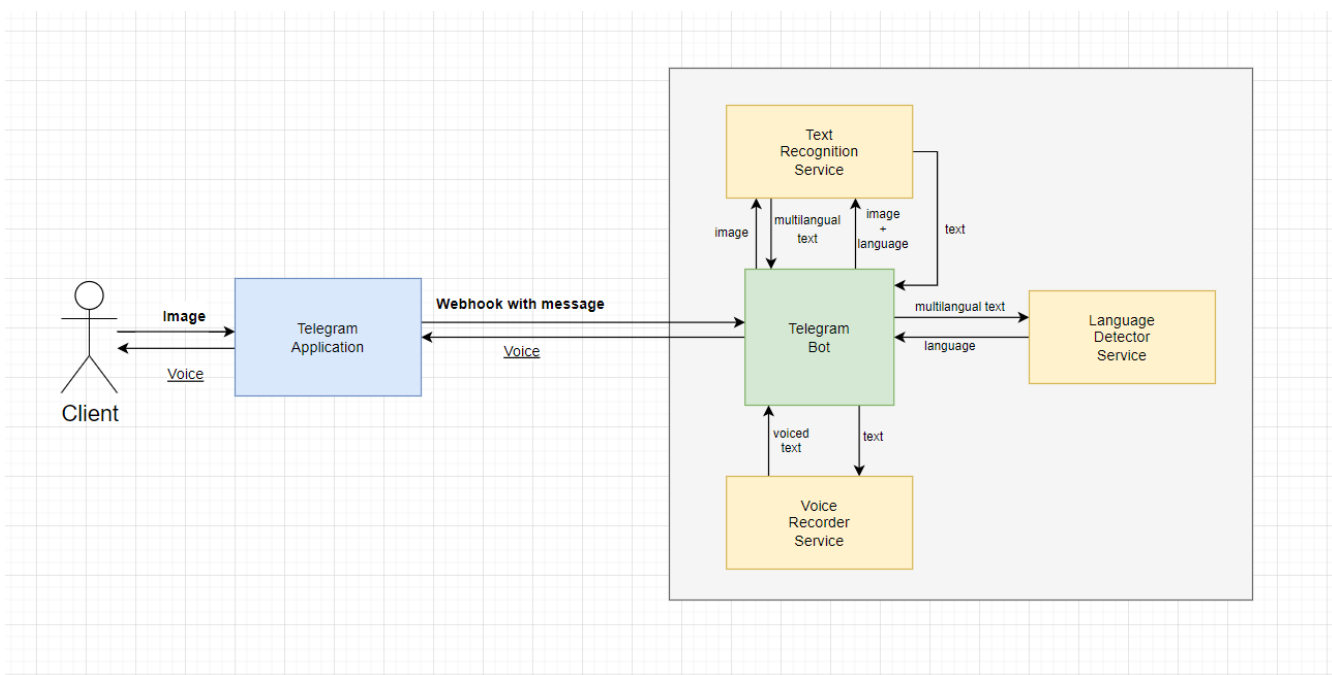 Text
Recognition
Service
image
multilangual
text
image
+
language
text
Image
Voice
Client
Telegram
Application
Webhook with message
Voice
Telegram
Bot
multilangual text
language
Language
Detector
Service
voiced
text
text
Voice
Recorder
Service